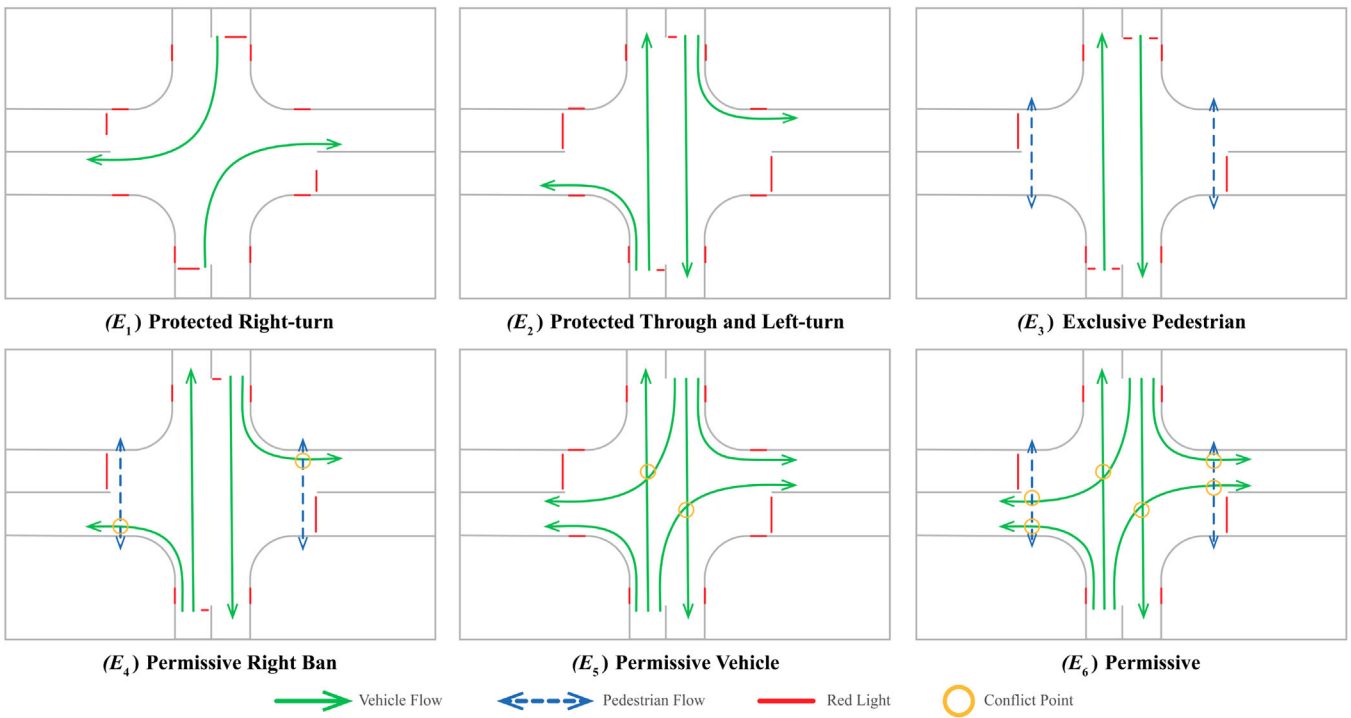 (E1) Protected Right-turn
(E2) Protected Through and Left-turn
(E3) Exclusive Pedestrian
(E4) Permissive Right Ban
(E5) Permissive Vehicle
(E6) Permissive
Vehicle Flow
Pedestrian Flow
Red Light
Conflict Point